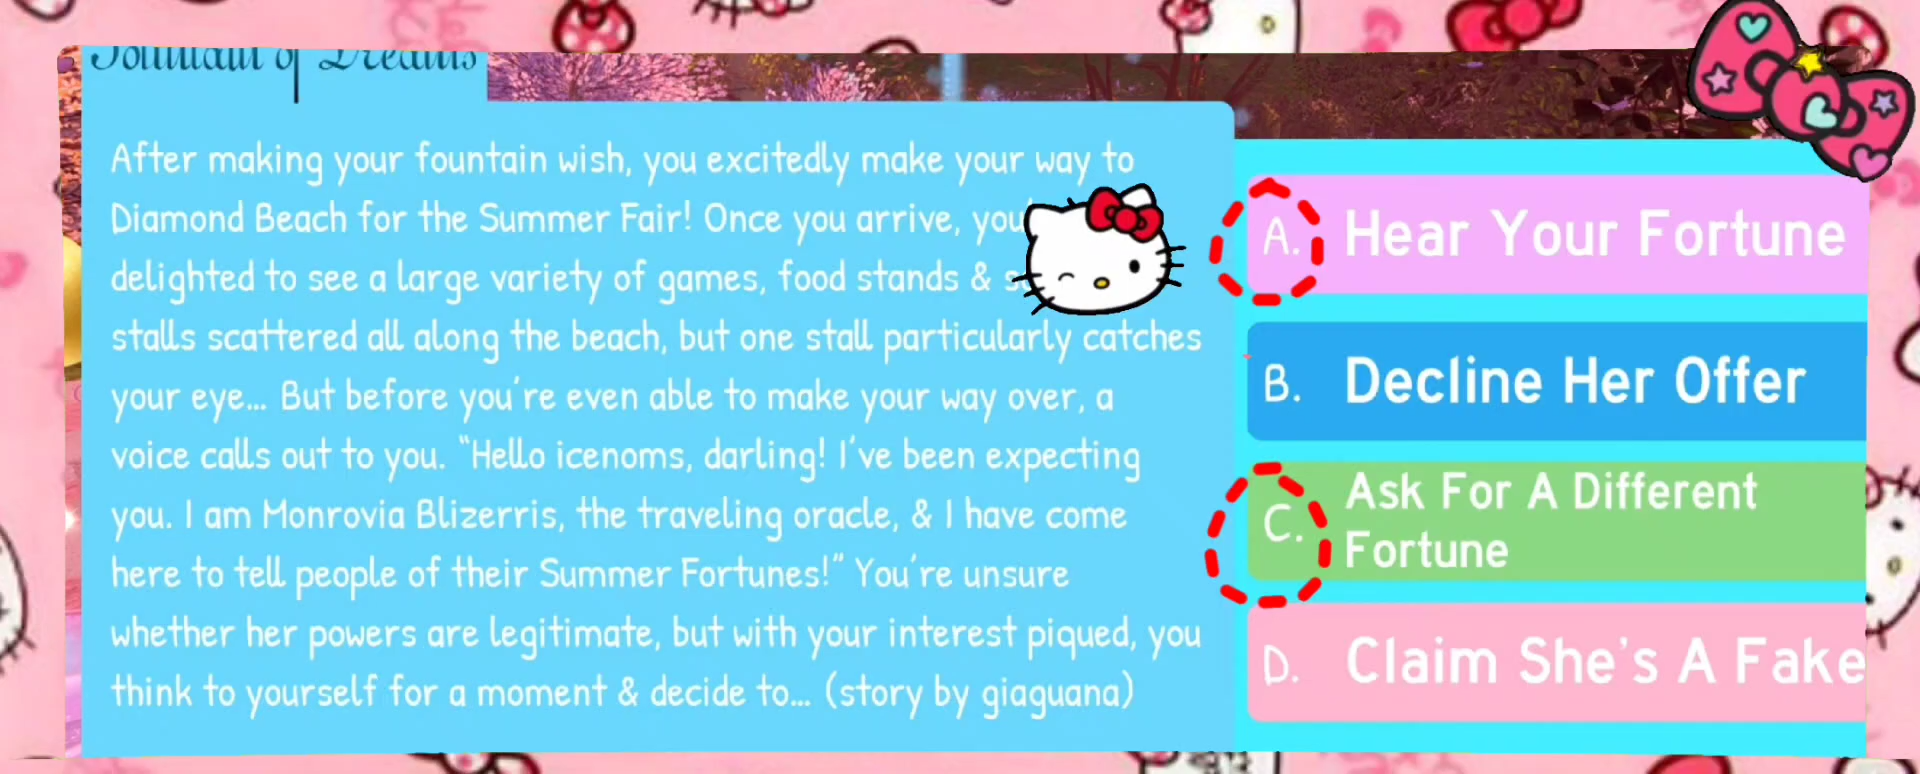 Fountain of Dreams
After making your fountain wish, you excitedly make your way to
Diamond Beach for the Summer Fair! Once you arrive, you'
delighted to see a large variety of games, food stands &
stalls scattered all along the beach, but one stall particularly catches
your eye... But before you're even able to make your way over, a
voice calls out to you. "Hello icenoms, darling! I've been expecting
you. I am Monrovia Blizerris, the traveling oracle, & I have come
here to tell people of their Summer Fortunes!" You're unsure
whether her powers are legitimate, but with your interest piqued, you
think to yourself for a moment & decide to... (story by giaguana)
A. Hear Your Fortune
B. Decline Her Offer
C. Ask For A Different
Fortune
D. Claim She's A Fake